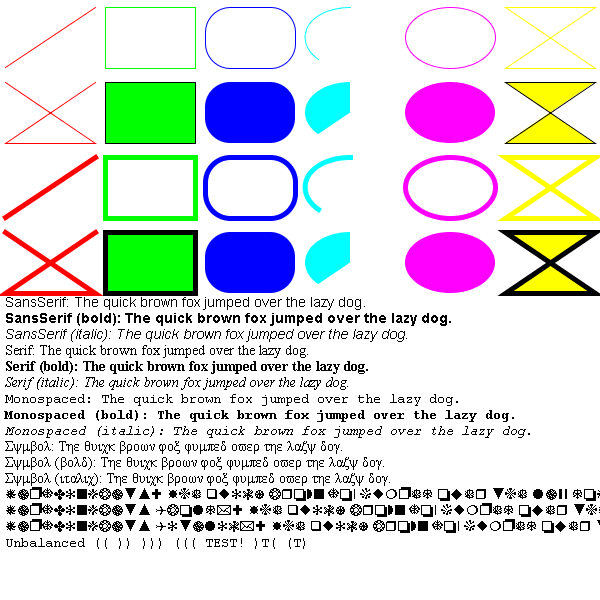 SansSerif: The quick brown fox jumped over the lazy dog.
SansSerif (bold): The quick brown fox jumped over the lazy dog.
SansSerif (italic): The quick brown fox jumped over the lazy dog.
Serif: The quick brown fox jumped over the lazy dog.
Serif (bold): The quick brown fox jumped over the lazy dog.
Serif (italic): The quick brown fox jumped over the lazy dog.
Monospaced: The quick brown fox jumped over the lazy dog.
Monospaced (bold): The quick brown fox jumped over the lazy dog.
Monospaced (italic): The quick brown fox jumped over the lazy dog.
Σψμβολ: Τηε θυιχκ βροων φοξ φυμπεδ οϖερ τηε λαζψ δογ.
Σψμβολ (βολδ): Τηε θυιχκ βροων φοξ φυμπεδ οϖερ τηε λαζψ δογ.
Σψμβολ (ιταλιχ): Τηε θυιχκ βροων φοξ φυμπεδ οϖερ τηε λαζψ δογ.
Unbalanced (( )) ))) ((( TEST! )T( (T)